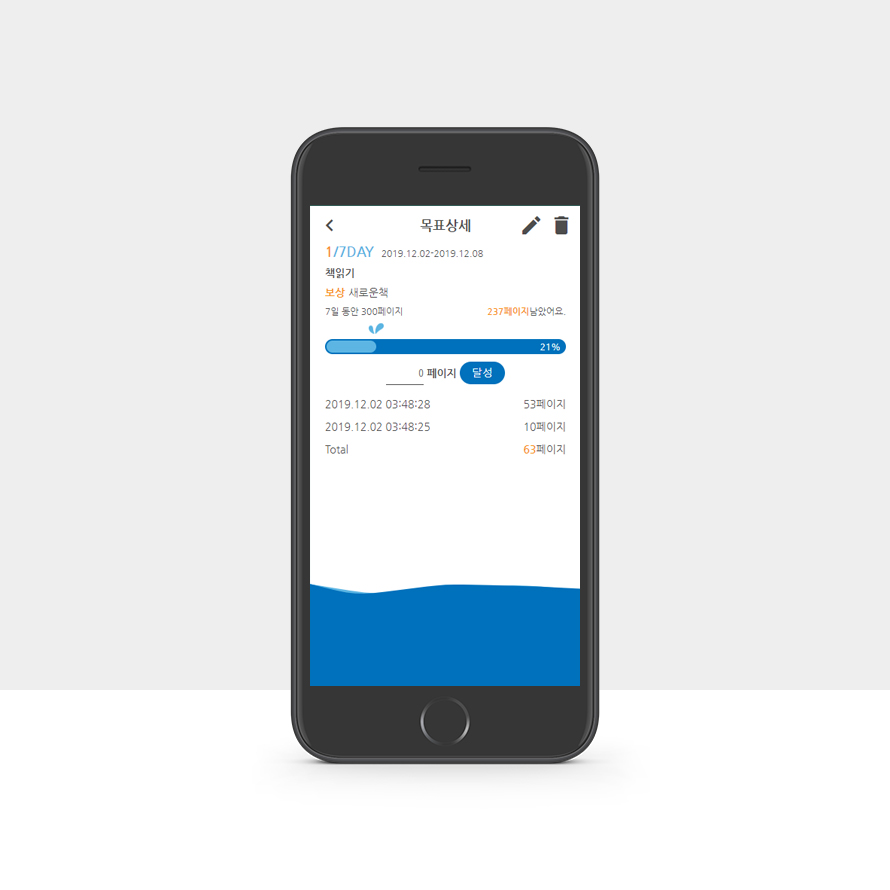 목표상세
1/7DAY 2019.12.02-2019.12.08
책읽기
보상 새로운책
7일 동안 300페이지 237페이지남았어요.
21%
0 페이지 달성
2019.12.02 03:48:28 53페이지
2019.12.02 03:48:25 10페이지
Total 63페이지